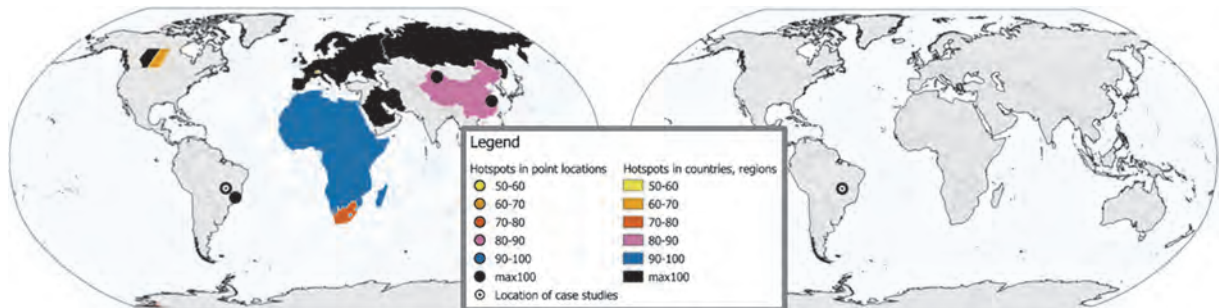 Legend
Hotspots in point locations
50-60
60-70
70-80
80-90
90-100
max100
Location of case studies
Hotspots in countries, regions
50-60
60-70
70-80
80-90
90-100
max100